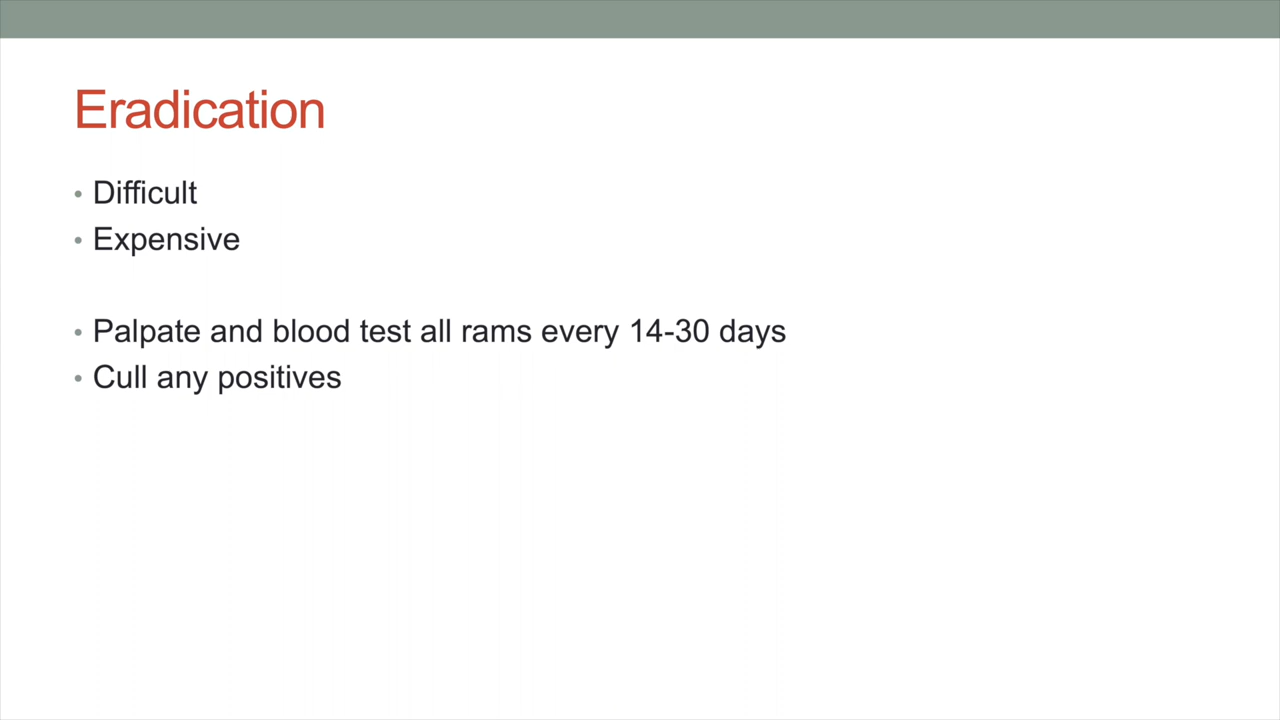 Eradication
• Difficult
• Expensive
• Palpate and blood test all rams every 14-30 days
• Cull any positives